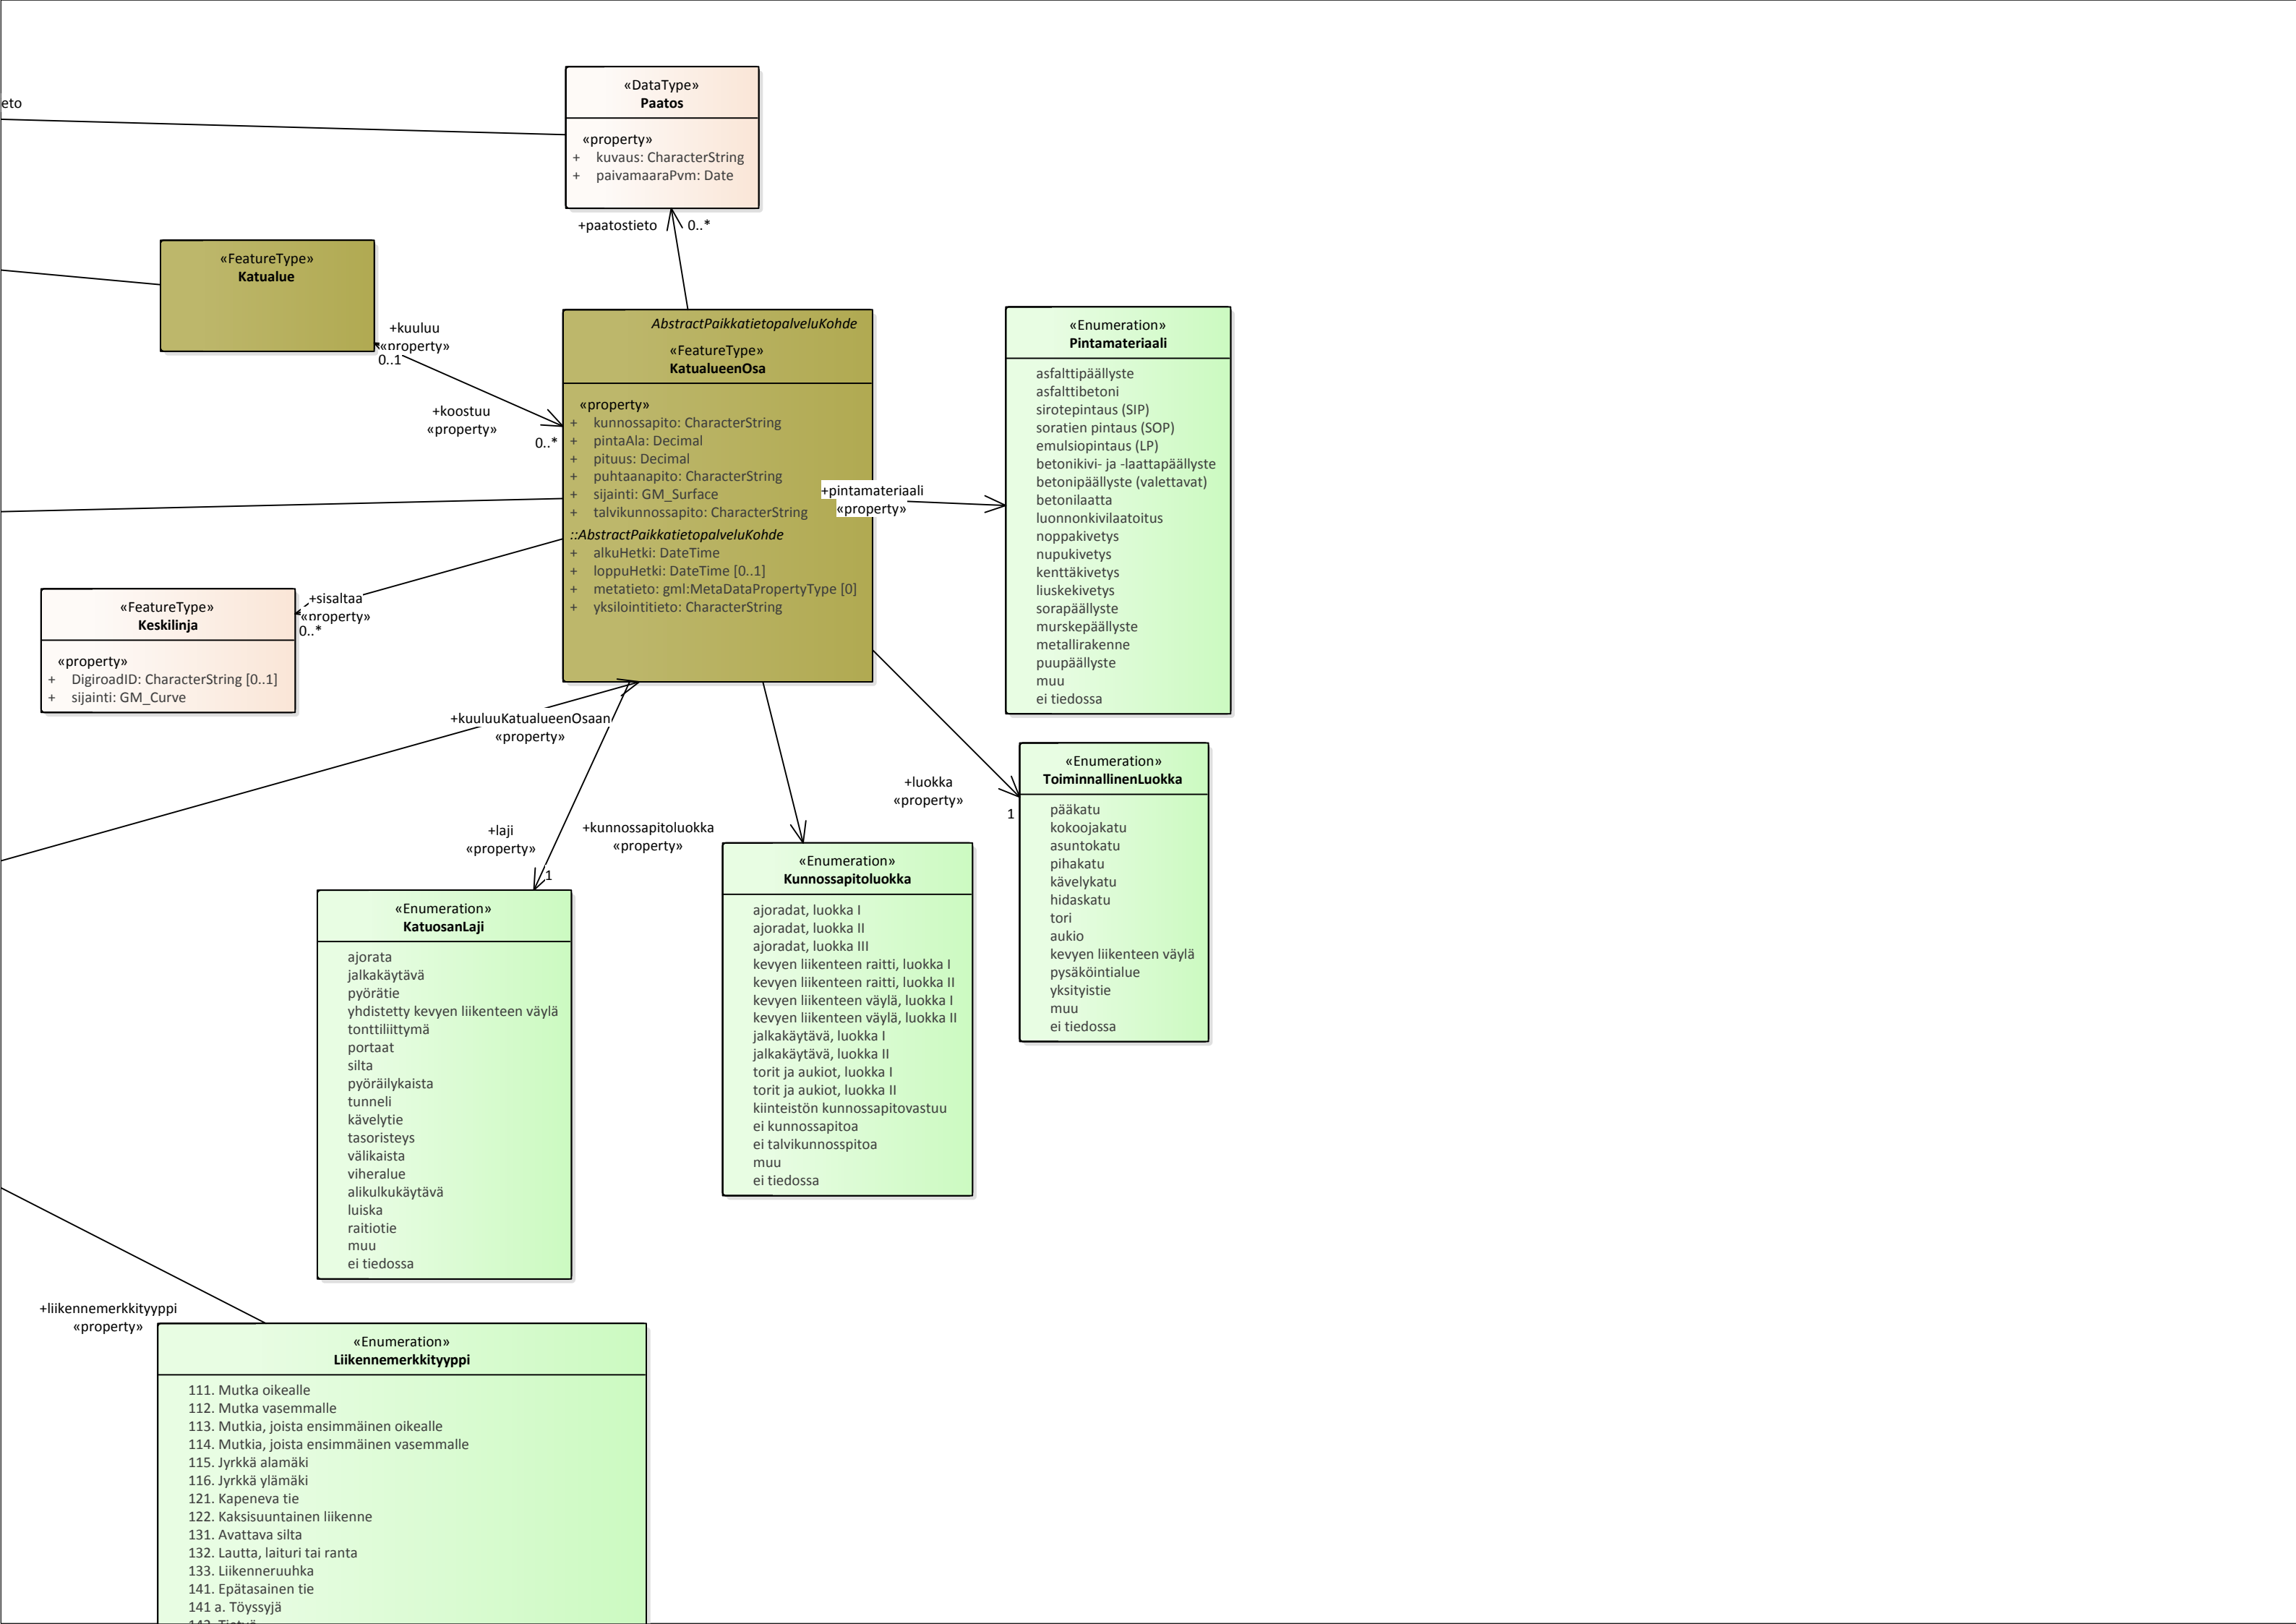 eto
«DataType»
Paatos
«property»
+ kuvaus: CharacterString
+ paivamaaraPvm: Date
+paatostieto 0..*
«FeatureType»
Katualue
+kuuluu
«property»
0..1
+koostuu
«property»
0..*
AbstractPaikkatietopalveluKohde
«FeatureType»
KatualueenOsa
«property»
+ kunnossapito: CharacterString
+ pintaAla: Decimal
+ pituus: Decimal
+ puhtaanapito: CharacterString
+ sijainti: GM_Surface
+ talvikunnossapito: CharacterString
::AbstractPaikkatietopalveluKohde
+ alkuHetki: DateTime
+ loppuHetki: DateTime [0..1]
+ metatieto: gml:MetaDataPropertyType [0]
+ yksilointitieto: CharacterString
+pintamateriaali
«property»
«Enumeration»
Pintamateriaali
asfalttipäällyste
asfalttibetoni
sirotepintaus (SIP)
soratien pintaus (SOP)
emulsiopintaus (LP)
betonikivi- ja -laattapäällyste
betonipäällyste (valettavat)
betonilaatta
luonnonkivilaatoitus
noppakivetys
nupukivetys
kenttäkivetys
liuskekivetys
sorapäällyste
murskepäällyste
metallirakenne
puupäällyste
muu
ei tiedossa
«FeatureType»
Keskilinja
«property»
+ DigiroadID: CharacterString [0..1]
+ sijainti: GM_Curve
+sisaltaa
«property»
0..*
+kuuluuKatualueenOsaan
«property»
+laji
«property»
1
+kunnossapitoluokka
«property»
+luokka
«property»
1
«Enumeration»
ToiminnallinenLuokka
pääkatu
kokoojakatu
asuntokatu
pihakatu
kävelykatu
hidaskatu
tori
aukio
kevyen liikenteen väylä
pysäköintialue
yksityistie
muu
ei tiedossa
«Enumeration»
Kunnossapitoluokka
ajoradat, luokka I
ajoradat, luokka II
ajoradat, luokka III
kevyen liikenteen raitti, luokka I
kevyen liikenteen raitti, luokka II
kevyen liikenteen väylä, luokka I
kevyen liikenteen väylä, luokka II
jalkakäytävä, luokka I
jalkakäytävä, luokka II
torit ja aukiot, luokka I
torit ja aukiot, luokka II
kiinteistön kunnossapitovastuu
ei kunnossapitoa
ei talvikunnosspitoa
muu
ei tiedossa
«Enumeration»
KatuosanLaji
ajorata
jalkakäytävä
pyörätie
yhdistetty kevyen liikenteen väylä
tonttiliittymä
portaat
silta
pyöräilykaista
tunneli
kävelytie
tasoristeys
välikaista
viheralue
alikulkukäytävä
luiska
raitiotie
muu
ei tiedossa
+liikennemerkkityyppi
«property»
«Enumeration»
Liikennemerkkityyppi
111. Mutka oikealle
112. Mutka vasemmalle
113. Mutkia, joista ensimmäinen oikealle
114. Mutkia, joista ensimmäinen vasemmalle
115. Jyrkkä alamäki
116. Jyrkkä ylämäki
121. Kapeneva tie
122. Kaksisuuntainen liikenne
131. Avattava silta
132. Lautta, laituri tai ranta
133. Liikenneruuhka
141. Epätasainen tie
141 a. Töyssyjä